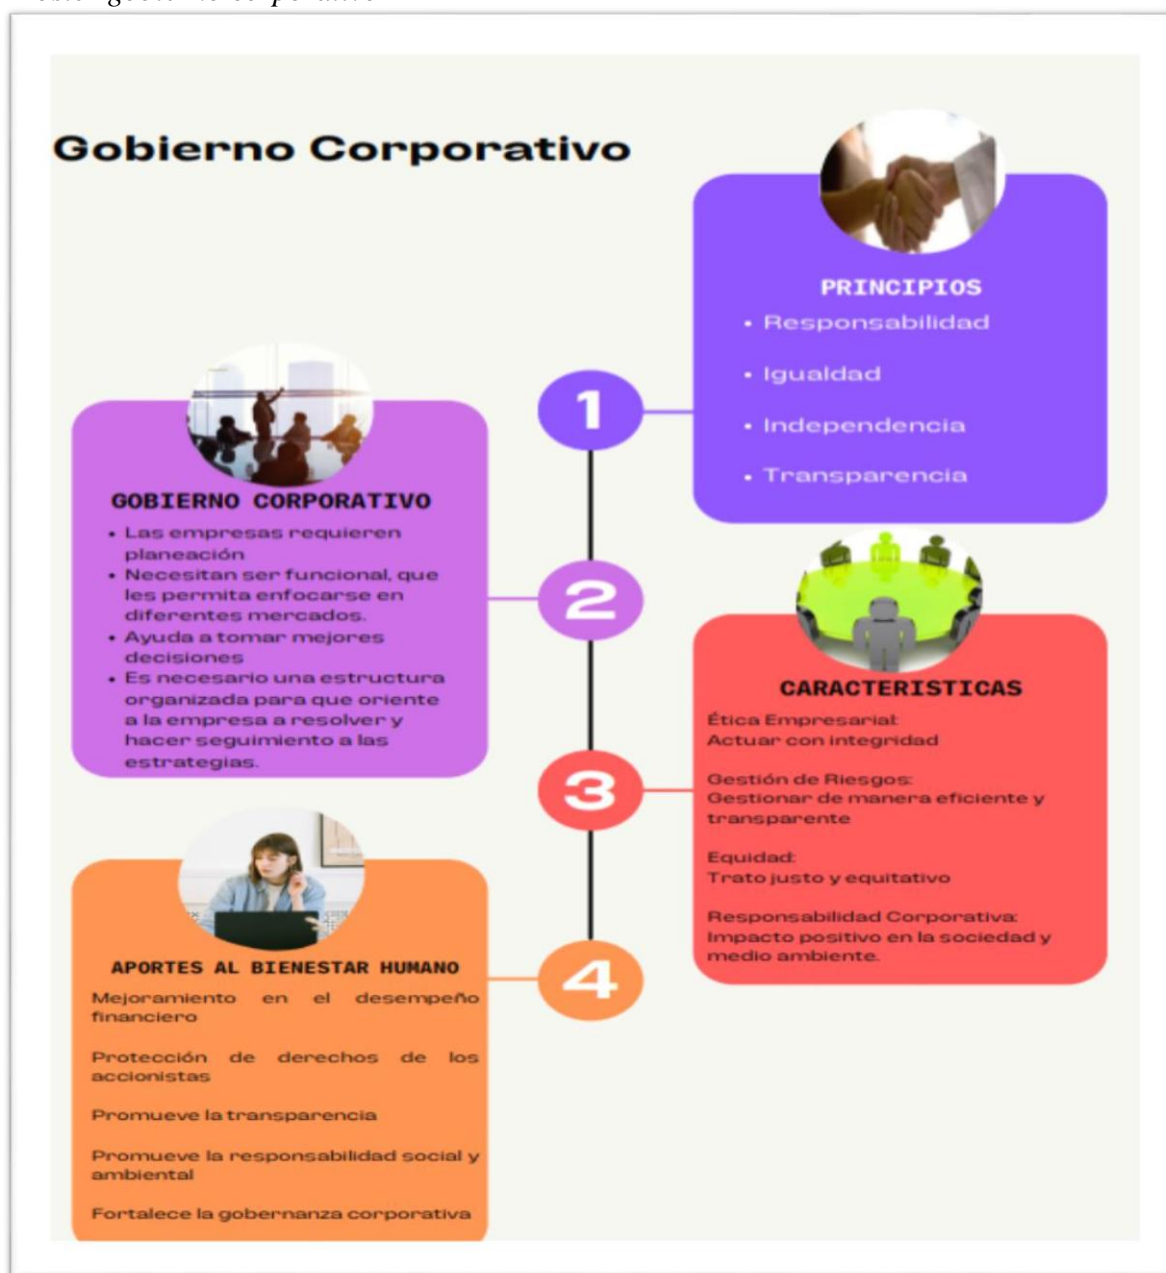 Gobierno Corporativo
1
PRINCIPIOS
• Responsabilidad
• Igualdad
• Independencia
• Transparencia
2
GOBIERNO CORPORATIVO
• Las empresas requieren
planeación
• Necesitan ser funcional, que
les permita enfocarse en
diferentes mercados.
• Ayuda a tomar mejores
decisiones
• Es necesario una estructura
organizada para que oriente
a la empresa a resolver y
hacer seguimiento a las
estrategias.
3
CARACTERISTICAS
Ética Empresarial:
Actuar con integridad
Gestión de Riesgos:
Gestionar de manera eficiente y
transparente
Equidad:
Trato justo y equitativo
Responsabilidad Corporativa:
Impacto positivo en la sociedad y
medio ambiente.
4
APORTES AL BIENESTAR HUMANO
Mejoramiento en el desempeño
financiero
Protección de derechos de los
accionistas
Promueve la transparencia
Promueve la responsabilidad social y
ambiental
Fortalece la gobernanza corporativa